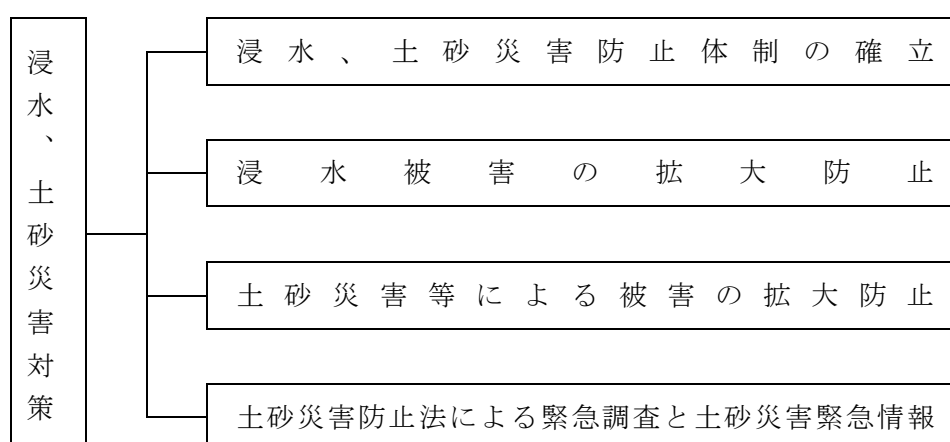 浸水、土砂災害対策
浸水、土砂災害防止体制の確立
浸水被害の拡大防止
土砂災害等による被害の拡大防止
土砂災害防止法による緊急調査と土砂災害緊急情報